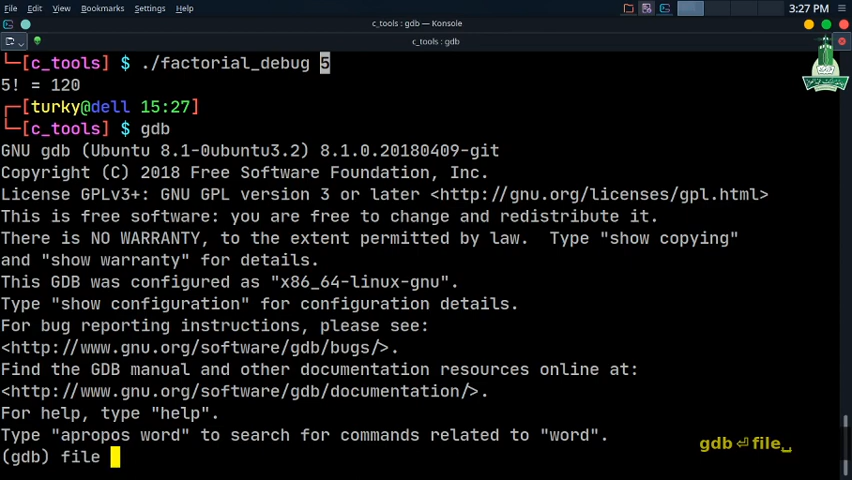 File Edit View Bookmarks Settings Help
3:27 PM
c_tools : gdb — Konsole
c_tools : gdb
└─[c_tools] $ ./factorial_debug 5
5! = 120
┌─[turky@dell 15:27]
└─[c_tools] $ gdb
GNU gdb (Ubuntu 8.1-0ubuntu3.2) 8.1.0.20180409-git
Copyright (C) 2018 Free Software Foundation, Inc.
License GPLv3+: GNU GPL version 3 or later <http://gnu.org/licenses/gpl.html>
This is free software: you are free to change and redistribute it.
There is NO WARRANTY, to the extent permitted by law.  Type "show copying"
and "show warranty" for details.
This GDB was configured as "x86_64-linux-gnu".
Type "show configuration" for configuration details.
For bug reporting instructions, please see:
<http://www.gnu.org/software/gdb/bugs/>.
Find the GDB manual and other documentation resources online at:
<http://www.gnu.org/software/gdb/documentation/>.
For help, type "help".
Type "apropos word" to search for commands related to "word".
(gdb) file
gdb⏎file␣